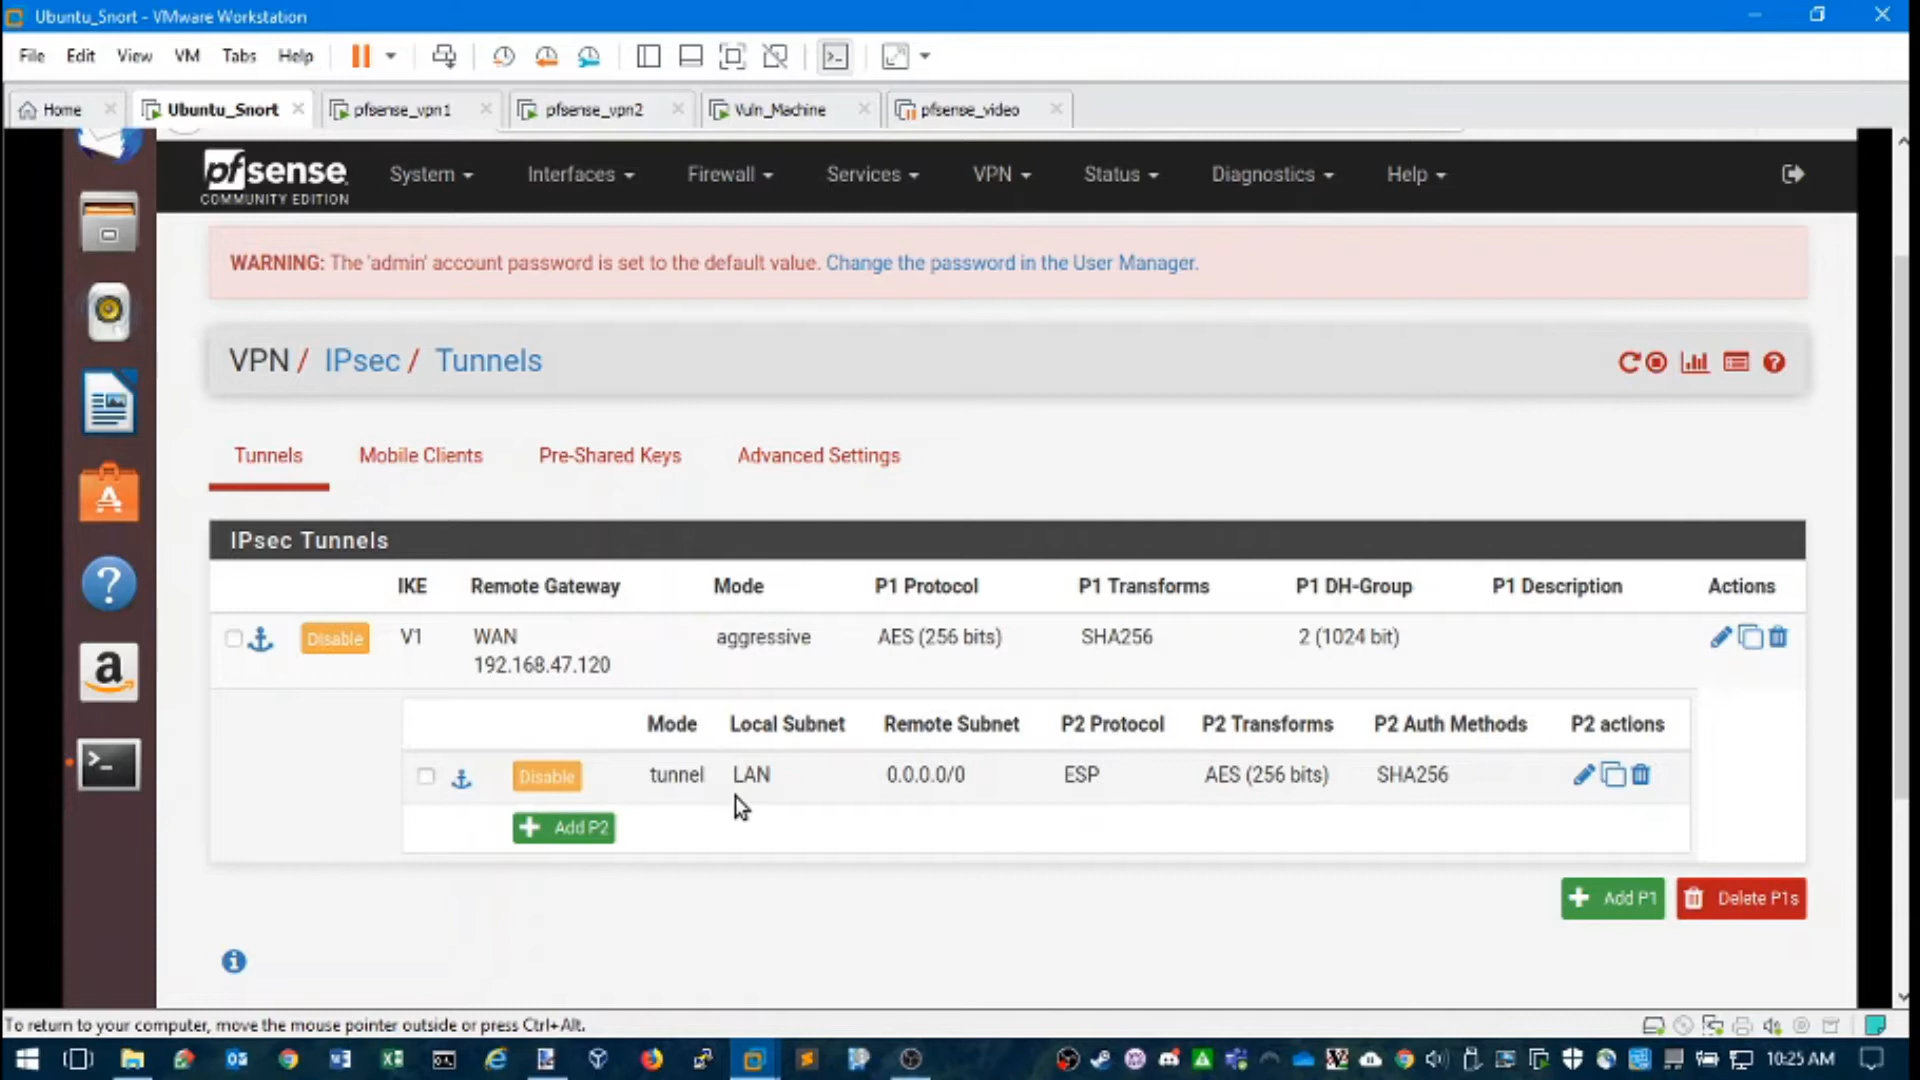 Ubuntu_Snort - VMware Workstation
File Edit View VM Tabs Help
Home Ubuntu_Snort pfsense_vpn1 pfsense_vpn2 Vuln_Machine pfsense_video
pfsense System Interfaces Firewall Services VPN Status Diagnostics Help
COMMUNITY EDITION
WARNING: The 'admin' account password is set to the default value. Change the password in the User Manager.
VPN / IPsec / Tunnels
Tunnels Mobile Clients Pre-Shared Keys Advanced Settings
IPsec Tunnels
IKE Remote Gateway Mode P1 Protocol P1 Transforms P1 DH-Group P1 Description Actions
Disable V1 WAN aggressive AES (256 bits) SHA256 2 (1024 bit)
192.168.47.120
Mode Local Subnet Remote Subnet P2 Protocol P2 Transforms P2 Auth Methods P2 actions
Disable tunnel LAN 0.0.0.0/0 ESP AES (256 bits) SHA256
Add P2
Add P1 Delete P1s
To return to your computer, move the mouse pointer outside or press Ctrl+Alt.
10:25 AM